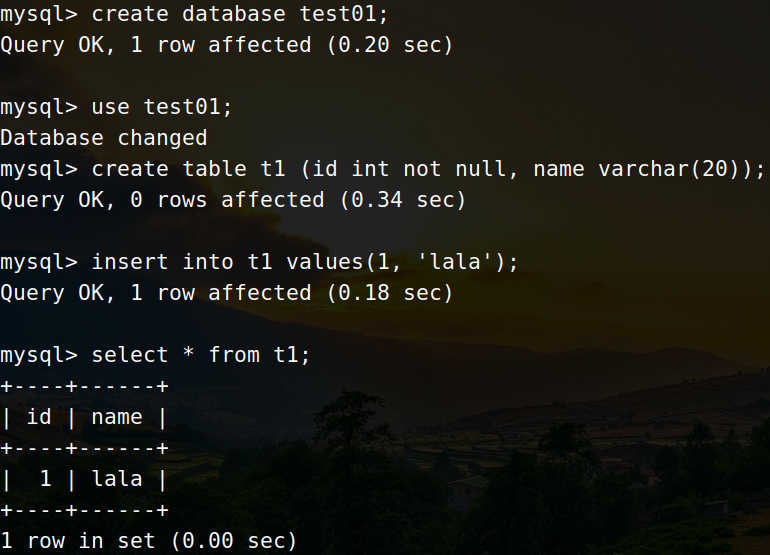 mysql> create database test01;
Query OK, 1 row affected (0.20 sec)
mysql> use test01;
Database changed
mysql> create table t1 (id int not null, name varchar(20));
Query OK, 0 rows affected (0.34 sec)
mysql> insert into t1 values(1, 'lala');
Query OK, 1 row affected (0.18 sec)
mysql> select * from t1;
+----+------+
| id | name |
+----+------+
|  1 | lala |
+----+------+
1 row in set (0.00 sec)